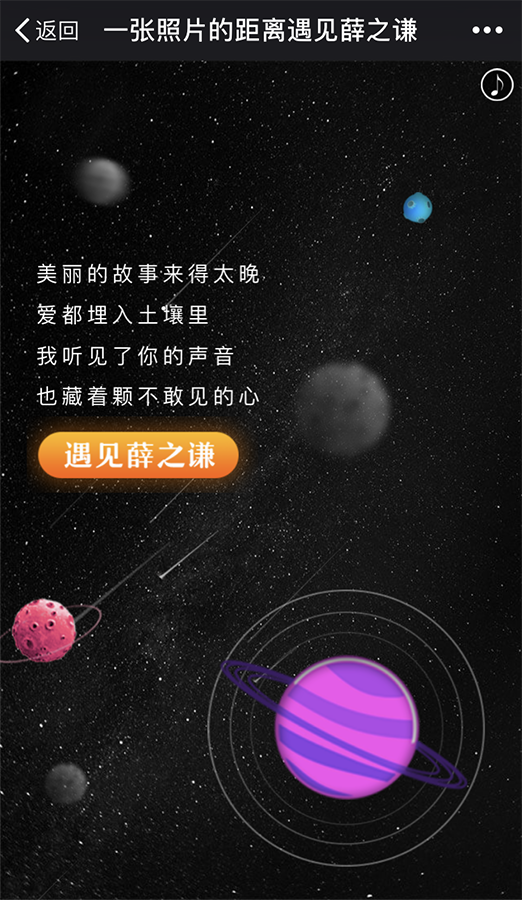 返回 一张照片的距离遇见薛之谦
美丽的故事来得太晚
爱都埋入土壤里
我听见了你的声音
也藏着颗不敢见的心
遇见薛之谦